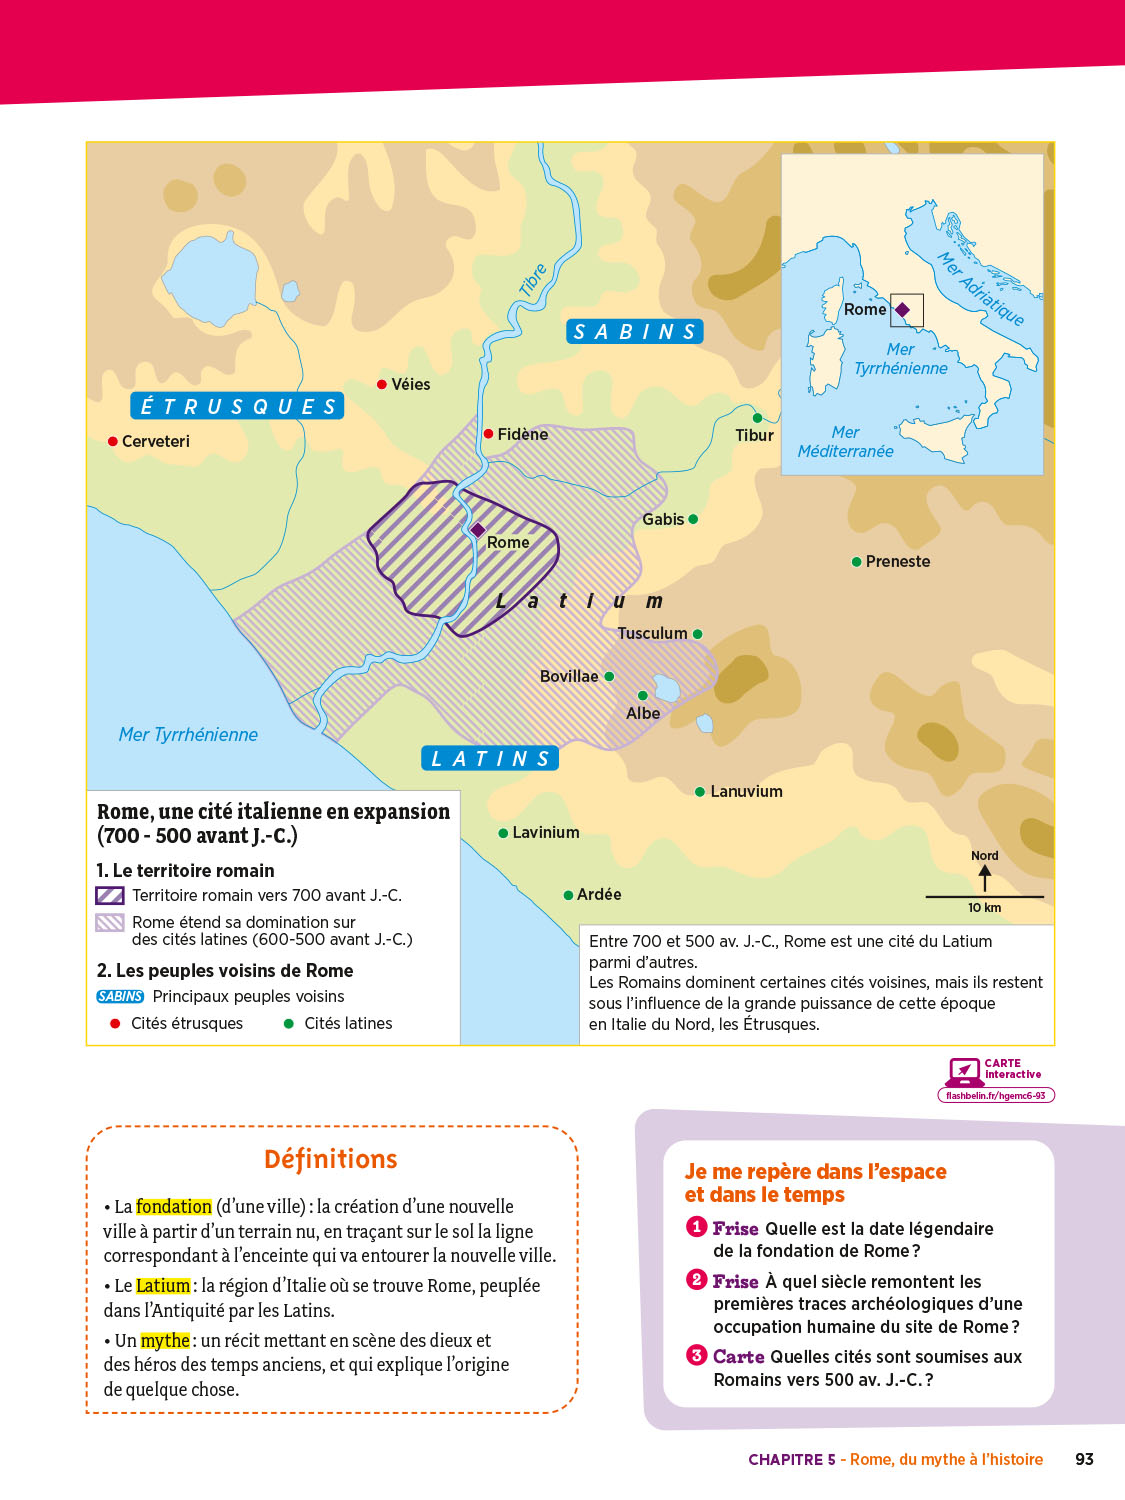 Tibre
SABINS
Rome
Mer Adriatique
Mer
Tyrrhénienne
Mer
Méditerranée
Véies
ÉTRUSQUES
Cerveteri
Fidène
Tibur
Gabis
Rome
Preneste
Latium
Tusculum
Bovillae
Albe
Mer Tyrrhénienne
LATINS
Lanuvium
Lavinium
Ardée
Nord
10 km
Rome, une cité italienne en expansion
(700 - 500 avant J.-C.)
1. Le territoire romain
Territoire romain vers 700 avant J.-C.
Rome étend sa domination sur
des cités latines (600-500 avant J.-C.)
2. Les peuples voisins de Rome
SABINS Principaux peuples voisins
Cités étrusques Cités latines
Entre 700 et 500 av. J.-C., Rome est une cité du Latium
parmi d'autres.
Les Romains dominent certaines cités voisines, mais ils restent
sous l'influence de la grande puissance de cette époque
en Italie du Nord, les Étrusques.
CARTE
interactive
flashbelin.fr/hgemc6-93
Définitions
• La fondation (d'une ville) : la création d'une nouvelle
ville à partir d'un terrain nu, en traçant sur le sol la ligne
correspondant à l'enceinte qui va entourer la nouvelle ville.
• Le Latium : la région d'Italie où se trouve Rome, peuplée
dans l'Antiquité par les Latins.
• Un mythe : un récit mettant en scène des dieux et
des héros des temps anciens, et qui explique l'origine
de quelque chose.
Je me repère dans l'espace
et dans le temps
1 Frise Quelle est la date légendaire
de la fondation de Rome ?
2 Frise À quel siècle remontent les
premières traces archéologiques d'une
occupation humaine du site de Rome ?
3 Carte Quelles cités sont soumises aux
Romains vers 500 av. J.-C. ?
CHAPITRE 5 - Rome, du mythe à l'histoire 93